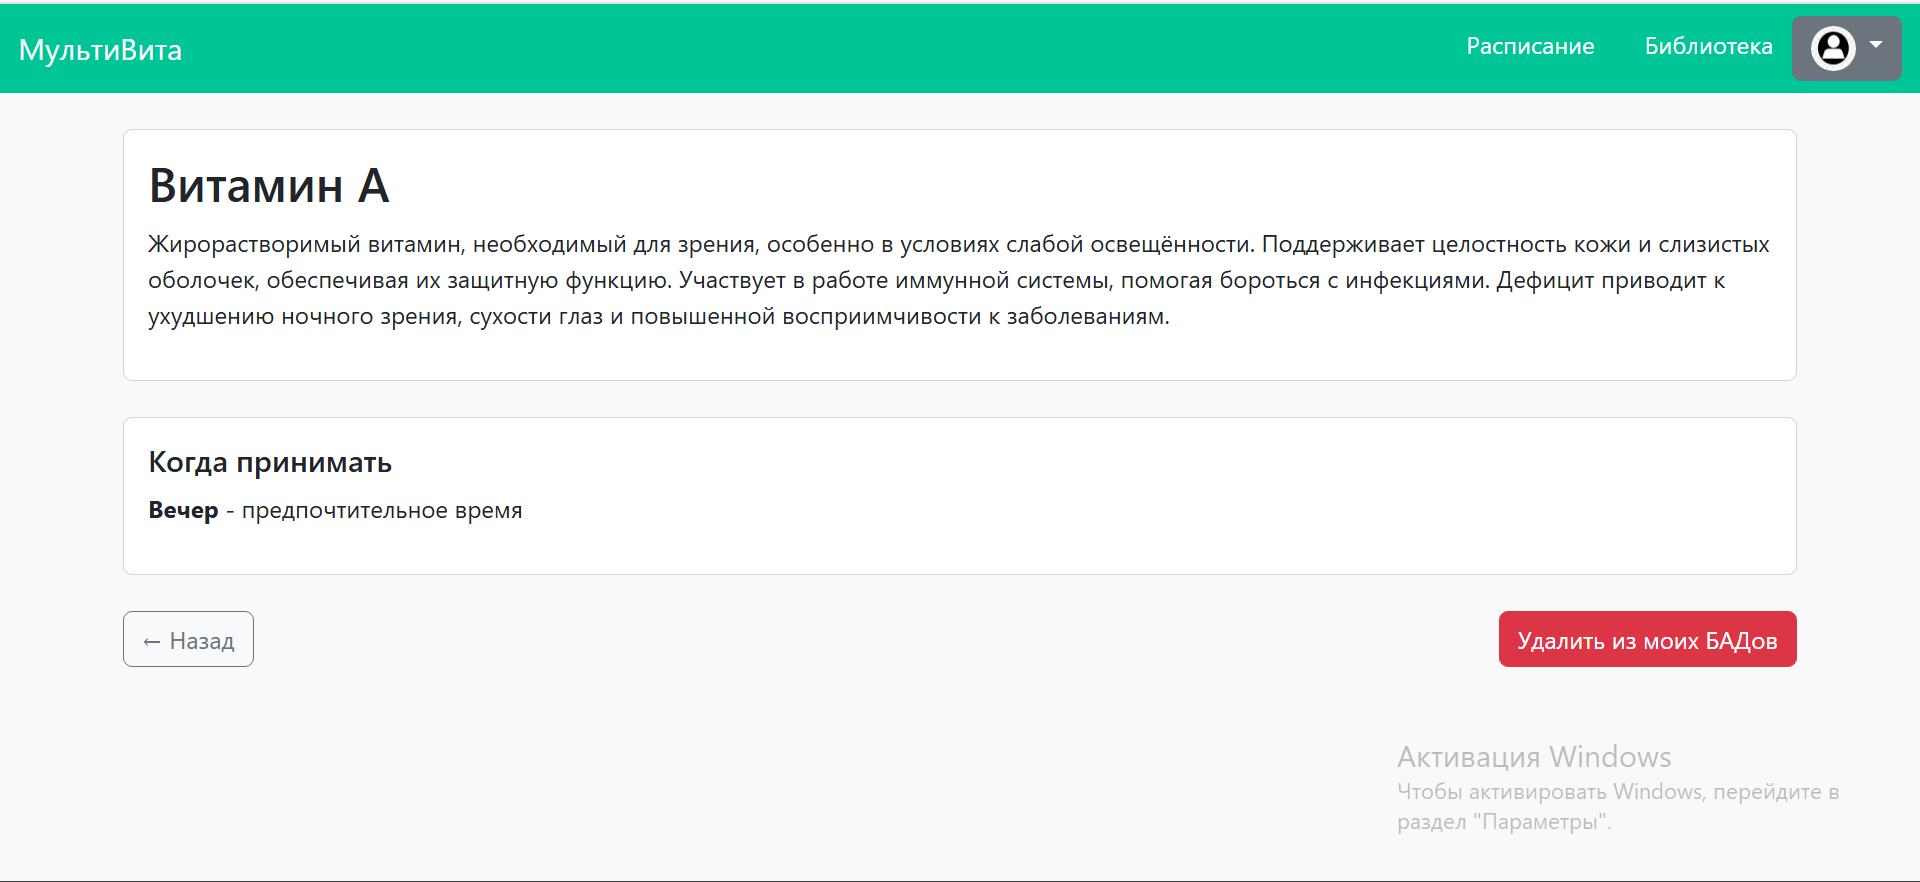 МультиВита
Расписание
Библиотека
Витамин А
Жирорастворимый витамин, необходимый для зрения, особенно в условиях слабой освещённости. Поддерживает целостность кожи и слизистых
оболочек, обеспечивая их защитную функцию. Участвует в работе иммунной системы, помогая бороться с инфекциями. Дефицит приводит к
ухудшению ночного зрения, сухости глаз и повышенной восприимчивости к заболеваниям.
Когда принимать
Вечер - предпочтительное время
← Назад
Удалить из моих БАДов
Активация Windows
Чтобы активировать Windows, перейдите в
раздел "Параметры".